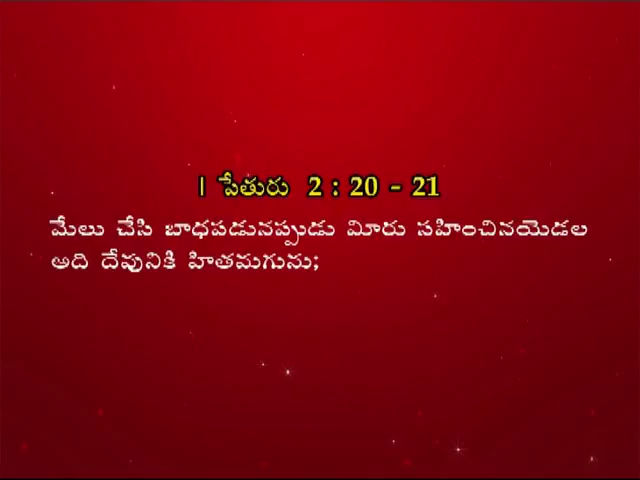 I పేతురు 2 : 20 - 21
మేలు చేసి బాధపడునప్పుడు మీరు సహించినయెడల
అది దేవునికి హితమగును;